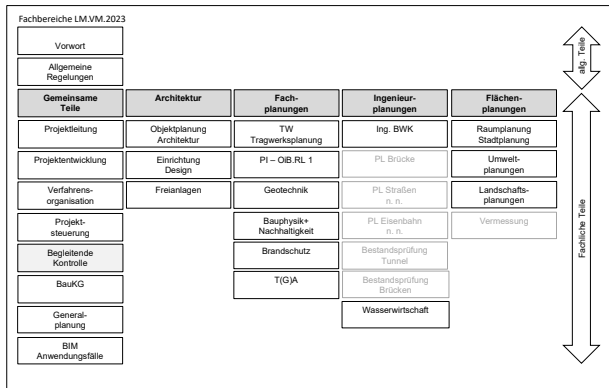 Fachbereiche LM.VM.2023
Vorwort
Allgemeine
Regelungen
allg. Teile
Gemeinsame
Teile
Projektleitung
Projektentwicklung
Verfahrens-
organisation
Projekt-
steuerung
Begleitende
Kontrolle
BauKG
General-
planung
BIM
Anwendungsfälle
Architektur
Objektplanung
Architektur
Einrichtung
Design
Freianlagen
Fach-
planungen
TW
Tragwerksplanung
PI – OiB.RL 1
Geotechnik
Bauphysik+
Nachhaltigkeit
Brandschutz
T(G)A
Ingenieur-
planungen
Ing. BWK
PL Brücke
PL Straßen
n. n.
PL Eisenbahn
n. n.
Bestandsprüfung
Tunnel
Bestandsprüfung
Brücken
Wasserwirtschaft
Flächen-
planungen
Raumplanung
Stadtplanung
Umwelt-
planungen
Landschafts-
planungen
Vermessung
Fachliche Teile